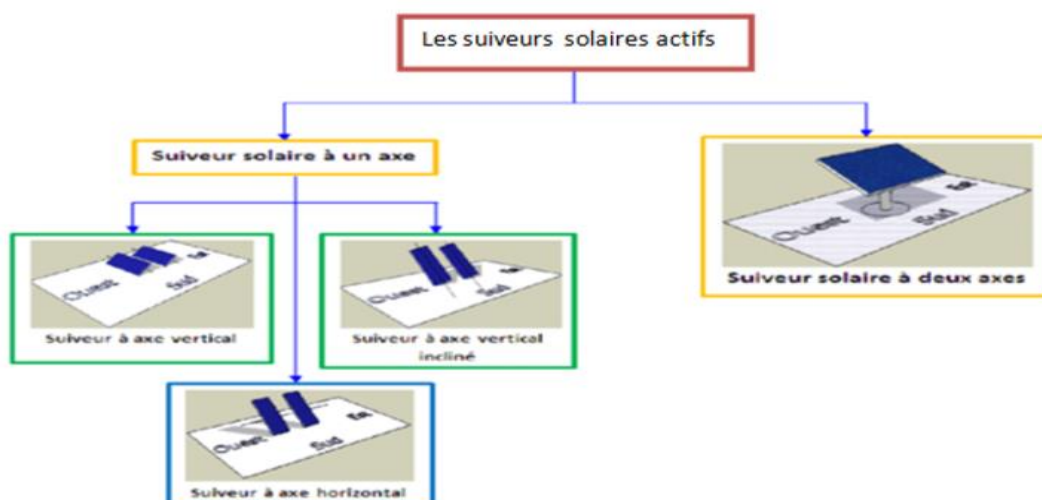 Les suiveurs solaires actifs
Suiveur solaire à un axe
Ouest
Sud
Est
Suiveur solaire à deux axes
Ouest
Sud
Est
Suiveur à axe vertical
Ouest
Sud
Est
Suiveur à axe vertical
incliné
Ouest
Sud
Est
Suiveur à axe horizontal